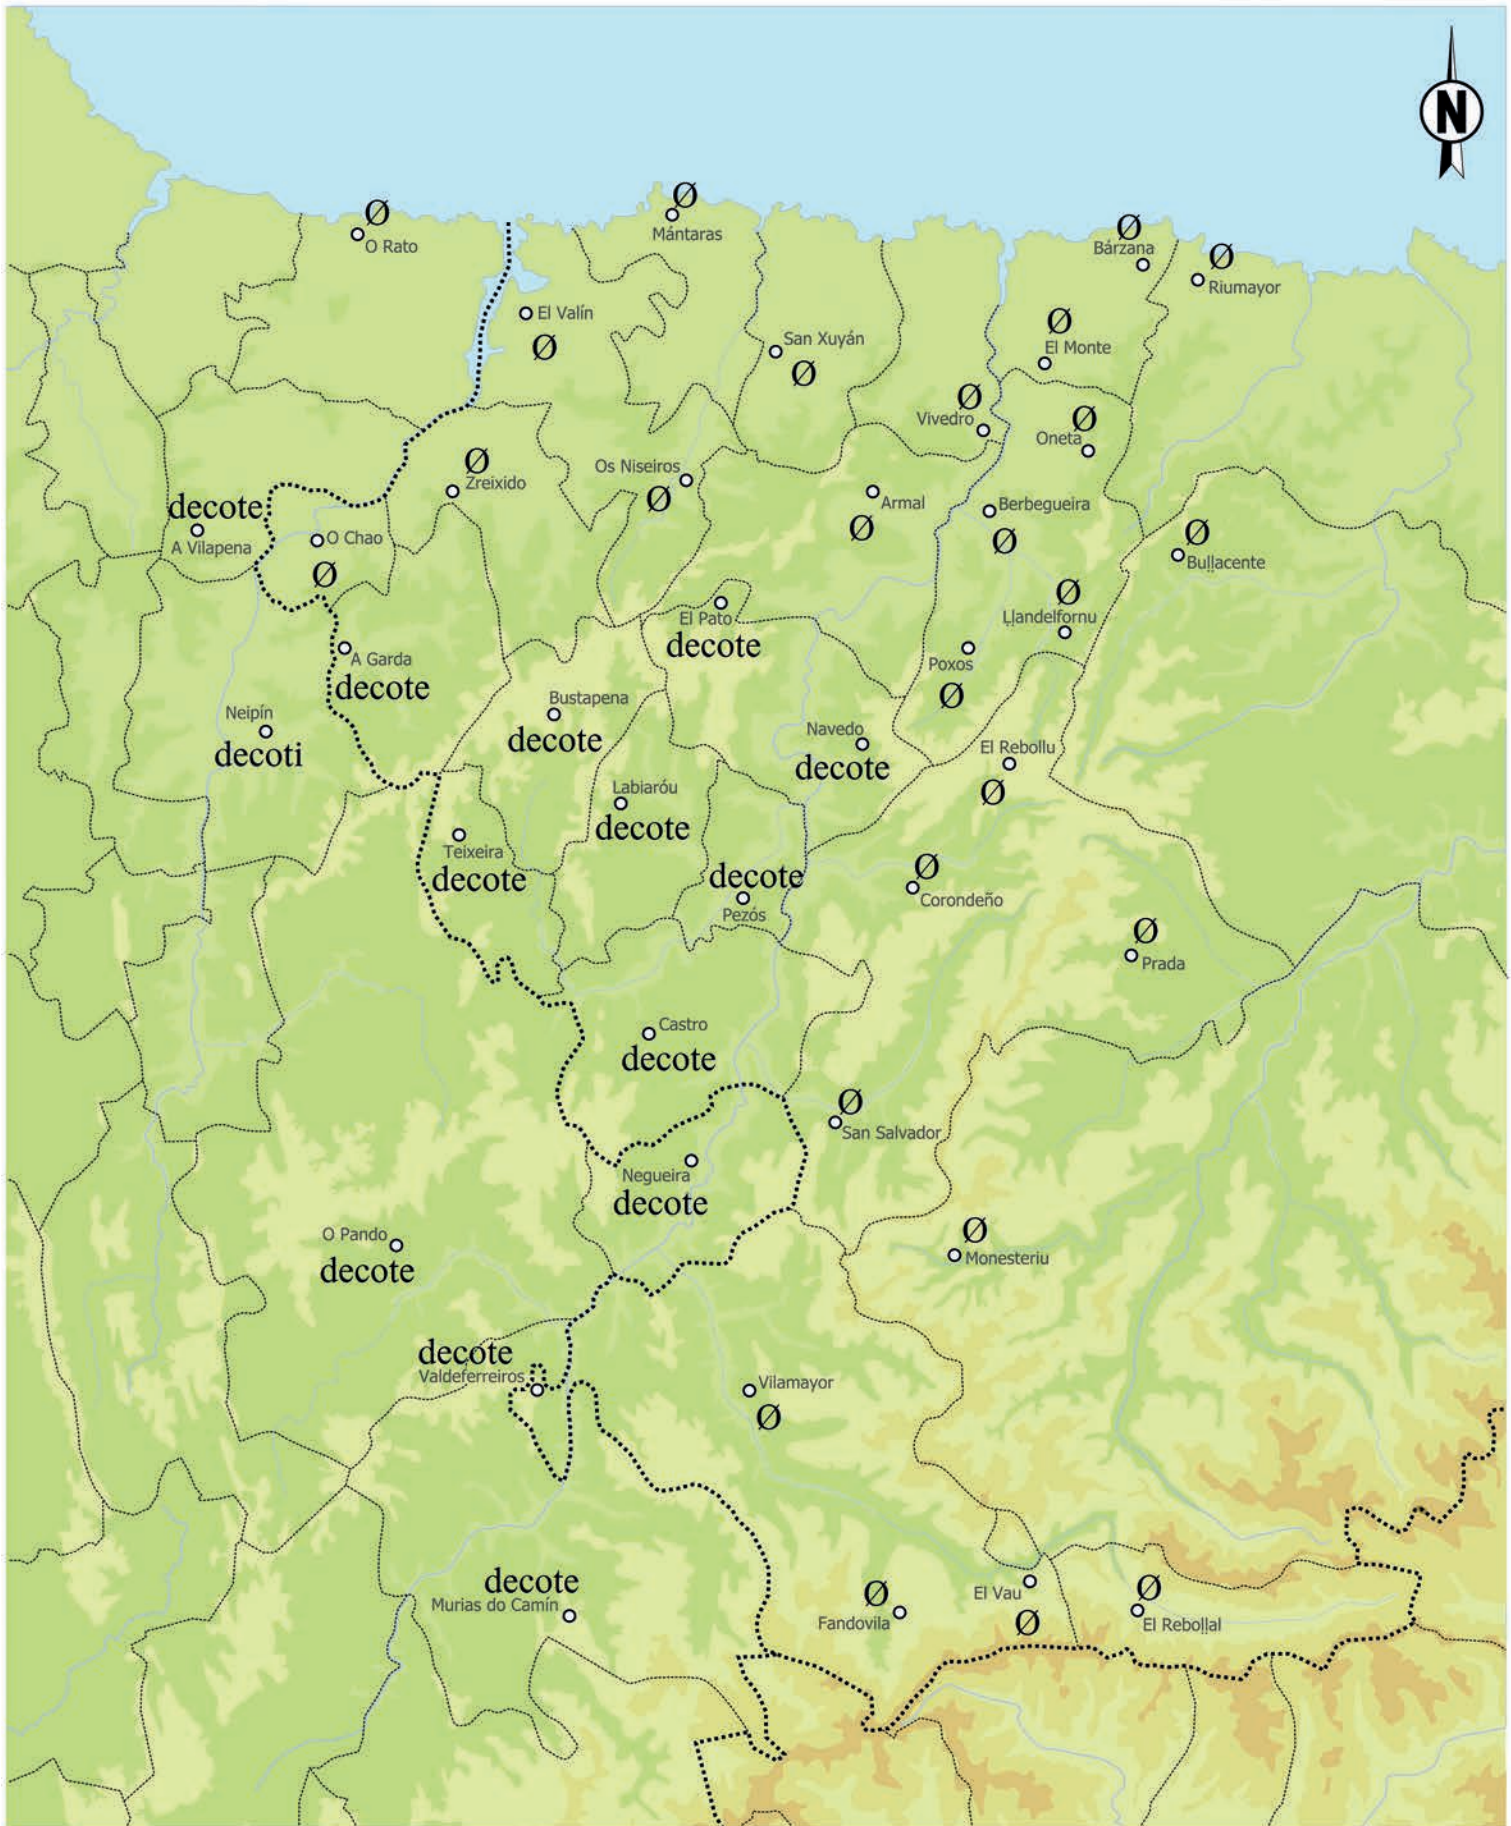 N
Ø
Mántaras
Ø
O Rato
Ø
Bárzana
Ø
Riumayor
El Valín
Ø
San Xuyán
Ø
Ø
El Monte
Ø
Vivedro
Ø
Oneta
Ø
Zreixido
Os Niseiros
Ø
Armal
Ø
Berbegueira
Ø
decote
A Vilapena
O Chao
Ø
Ø
Buḷḷacente
Ø
Ḷḷandelfornu
El Pato
decote
A Garda
decote
Poxos
Ø
Bustapena
decote
Neipín
decoti
Navedo
decote
El Rebollu
Ø
Labiaróu
decote
Teixeira
decote
decote
Pezós
Ø
Corondeño
Ø
Prada
Castro
decote
Ø
San Salvador
Negueira
decote
O Pando
decote
Ø
Monesteriu
decote
Valdeferreiros
Vilamayor
Ø
decote
Murias do Camín
Ø
Fandovila
El Vau
Ø
Ø
El Reboḷḷal